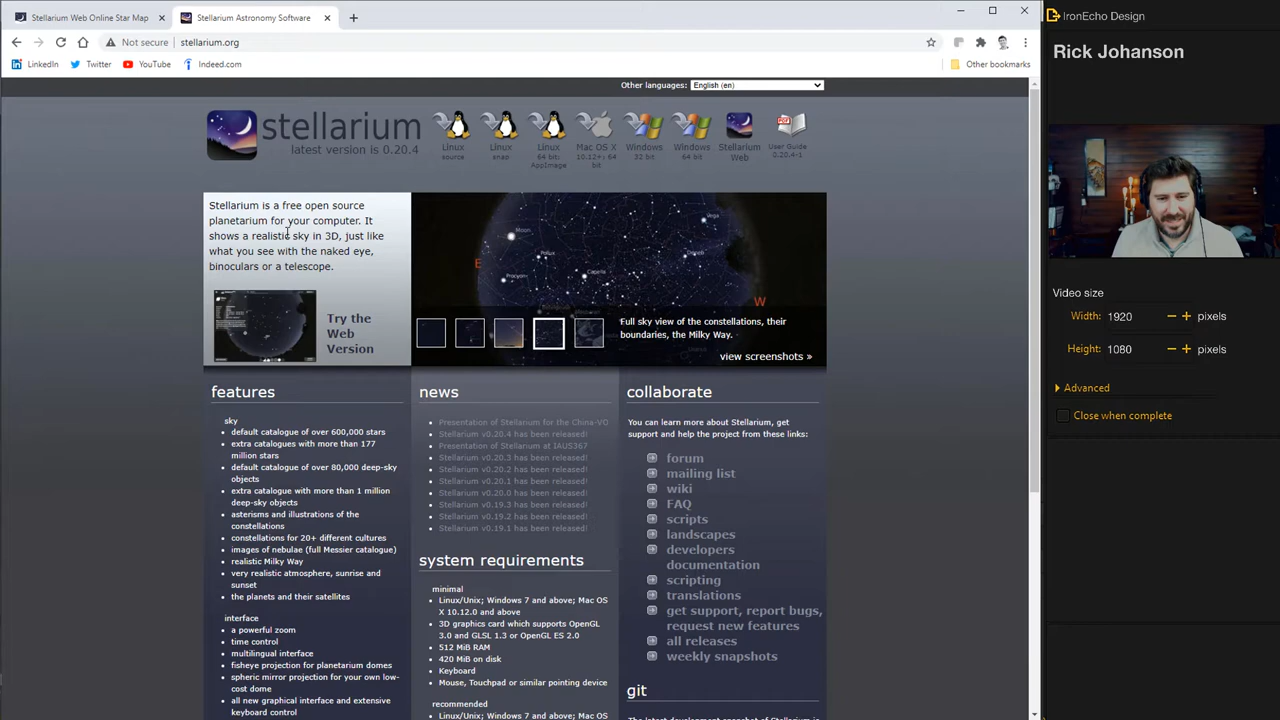 Stellarium Web Online Star Map
Stellarium Astronomy Software
IronEcho Design
Not secure
stellarium.org
Rick Johanson
LinkedIn
Twitter
YouTube
Indeed.com
Other bookmarks
Other languages:
English (en)
stellarium
latest version is 0.20.4
Linux
source
Linux
snap
Linux
64 bit;
AppImage
Mac OS X
10.12+; 64
bit
Windows
32 bit
Windows
64 bit
Stellarium
Web
PDF
User Guide
0.20.4-1
Stellarium is a free open source
planetarium for your computer. It
shows a realistic sky in 3D, just like
what you see with the naked eye,
binoculars or a telescope.
Try the
Web
Version
Moon
Vega
Pollux
Deneb
E
Procyon
Capella
W
Full sky view of the constellations, their
boundaries, the Milky Way.
view screenshots »
features
sky
default catalogue of over 600,000 stars
extra catalogues with more than 177
million stars
default catalogue of over 80,000 deep-sky
objects
extra catalogue with more than 1 million
deep-sky objects
asterisms and illustrations of the
constellations
constellations for 20+ different cultures
images of nebulae (full Messier catalogue)
realistic Milky Way
very realistic atmosphere, sunrise and
sunset
the planets and their satellites
interface
a powerful zoom
time control
multilingual interface
fisheye projection for planetarium domes
spheric mirror projection for your own low-
cost dome
all new graphical interface and extensive
keyboard control
news
Presentation of Stellarium for the China-VO
Stellarium v0.20.4 has been released!
Presentation of Stellarium at IAUS367
Stellarium v0.20.3 has been released!
Stellarium v0.20.2 has been released!
Stellarium v0.20.1 has been released!
Stellarium v0.20.0 has been released!
Stellarium v0.19.3 has been released!
Stellarium v0.19.2 has been released!
Stellarium v0.19.1 has been released!
system requirements
minimal
Linux/Unix; Windows 7 and above; Mac OS
X 10.12.0 and above
3D graphics card which supports OpenGL
3.0 and GLSL 1.3 or OpenGL ES 2.0
512 MiB RAM
420 MiB on disk
Keyboard
Mouse, Touchpad or similar pointing device
recommended
Linux/Unix; Windows 7 and above; Mac OS
collaborate
You can learn more about Stellarium, get
support and help the project from these links:
forum
mailing list
wiki
FAQ
scripts
landscapes
developers
documentation
scripting
translations
get support, report bugs,
request new features
all releases
weekly snapshots
git
The latest development snapshot of Stellarium is
Video size
Width: 1920 pixels
Height: 1080 pixels
Advanced
Close when complete